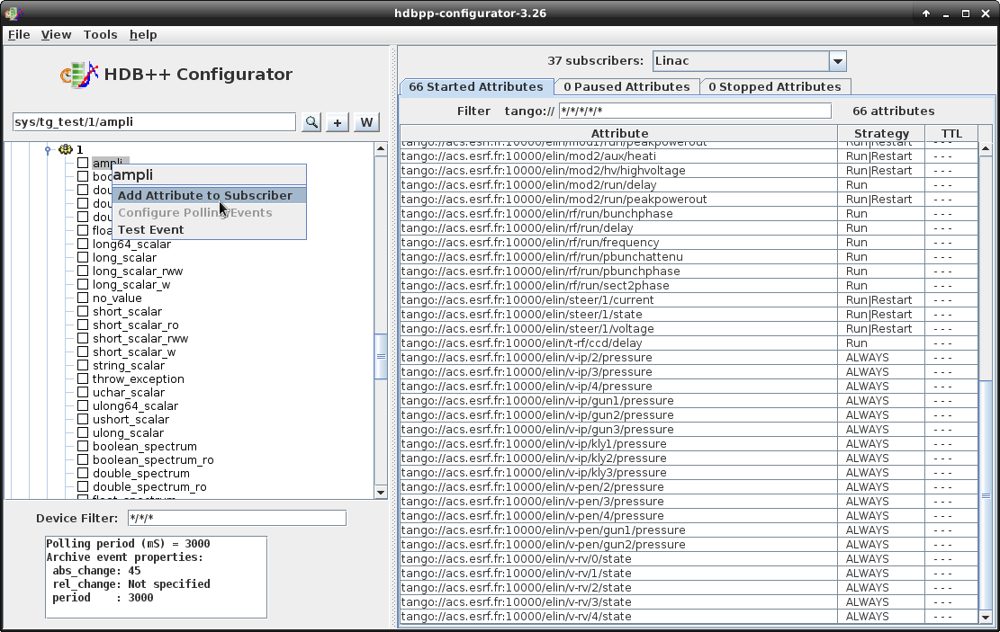 hdbpp-configurator-3.26
File View Tools help
HDB++ Configurator
sys/tg_test/1/ampli
+
W
1
ampli
ampli
Add Attribute to Subscriber
Configure Polling/Events
Test Event
long64_scalar
long_scalar
long_scalar_rww
long_scalar_w
no_value
short_scalar
short_scalar_ro
short_scalar_rww
short_scalar_w
string_scalar
throw_exception
uchar_scalar
ulong64_scalar
ushort_scalar
ulong_scalar
boolean_spectrum
boolean_spectrum_ro
double_spectrum
double_spectrum_ro
float_spectrum
Device Filter: */*/*
Polling period (mS) = 3000
Archive event properties:
abs_change: 45
rel_change: Not specified
period : 3000
37 subscribers: Linac
66 Started Attributes 0 Paused Attributes 0 Stopped Attributes
Filter tango:// */*/*/*/* 66 attributes
Attribute Strategy TTL
tango://acs.esrf.fr:10000/elin/mod1/run/peakpowerout Run|Restart - - -
tango://acs.esrf.fr:10000/elin/mod2/aux/heati Run|Restart - - -
tango://acs.esrf.fr:10000/elin/mod2/hv/highvoltage Run|Restart - - -
tango://acs.esrf.fr:10000/elin/mod2/run/delay Run - - -
tango://acs.esrf.fr:10000/elin/mod2/run/peakpowerout Run|Restart - - -
tango://acs.esrf.fr:10000/elin/rf/run/bunchphase Run - - -
tango://acs.esrf.fr:10000/elin/rf/run/delay Run - - -
tango://acs.esrf.fr:10000/elin/rf/run/frequency Run - - -
tango://acs.esrf.fr:10000/elin/rf/run/pbunchattenu Run - - -
tango://acs.esrf.fr:10000/elin/rf/run/pbunchphase Run - - -
tango://acs.esrf.fr:10000/elin/rf/run/sect2phase Run - - -
tango://acs.esrf.fr:10000/elin/steer/1/current Run|Restart - - -
tango://acs.esrf.fr:10000/elin/steer/1/state Run|Restart - - -
tango://acs.esrf.fr:10000/elin/steer/1/voltage Run|Restart - - -
tango://acs.esrf.fr:10000/elin/t-rf/ccd/delay Run - - -
tango://acs.esrf.fr:10000/elin/v-ip/2/pressure ALWAYS - - -
tango://acs.esrf.fr:10000/elin/v-ip/3/pressure ALWAYS - - -
tango://acs.esrf.fr:10000/elin/v-ip/4/pressure ALWAYS - - -
tango://acs.esrf.fr:10000/elin/v-ip/gun1/pressure ALWAYS - - -
tango://acs.esrf.fr:10000/elin/v-ip/gun2/pressure ALWAYS - - -
tango://acs.esrf.fr:10000/elin/v-ip/gun3/pressure ALWAYS - - -
tango://acs.esrf.fr:10000/elin/v-ip/kly1/pressure ALWAYS - - -
tango://acs.esrf.fr:10000/elin/v-ip/kly2/pressure ALWAYS - - -
tango://acs.esrf.fr:10000/elin/v-ip/kly3/pressure ALWAYS - - -
tango://acs.esrf.fr:10000/elin/v-pen/2/pressure ALWAYS - - -
tango://acs.esrf.fr:10000/elin/v-pen/3/pressure ALWAYS - - -
tango://acs.esrf.fr:10000/elin/v-pen/4/pressure ALWAYS - - -
tango://acs.esrf.fr:10000/elin/v-pen/gun1/pressure ALWAYS - - -
tango://acs.esrf.fr:10000/elin/v-pen/gun2/pressure ALWAYS - - -
tango://acs.esrf.fr:10000/elin/v-rv/0/state ALWAYS - - -
tango://acs.esrf.fr:10000/elin/v-rv/1/state ALWAYS - - -
tango://acs.esrf.fr:10000/elin/v-rv/2/state ALWAYS - - -
tango://acs.esrf.fr:10000/elin/v-rv/3/state ALWAYS - - -
tango://acs.esrf.fr:10000/elin/v-rv/4/state ALWAYS - - -